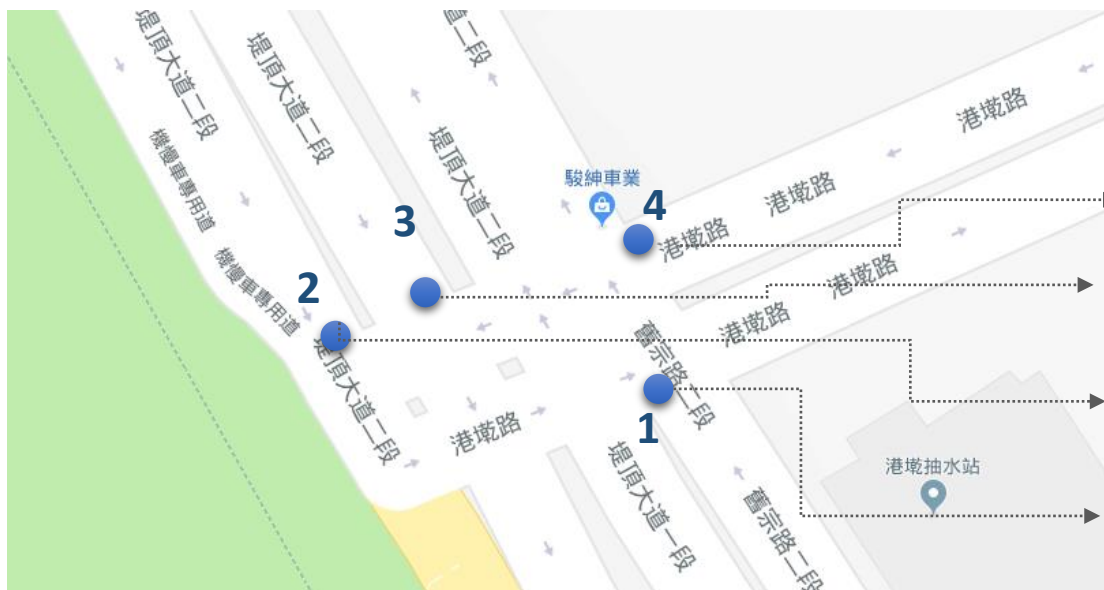 堤頂大道二段
堤頂大道二段
道二段
港墘路
機慢車專用道
堤頂大道二段
駿紳車業
港墘路
3
4
港墘路
機慢車專用道
2
港墘路
堤頂大道二段
舊宗路二段
港墘路
港墘路
1
堤頂大道一段
港墘抽水站
舊宗路二段